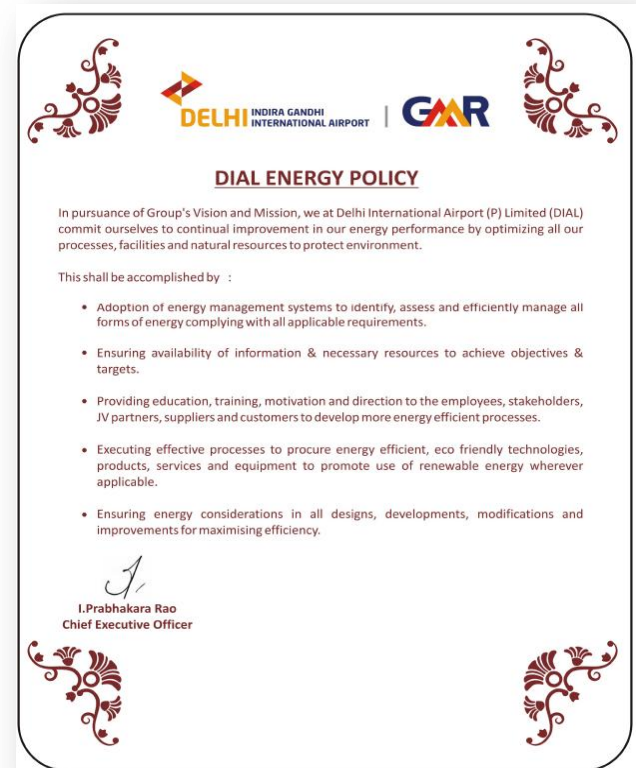 DELHI INDIRA GANDHI INTERNATIONAL AIRPORT | GMR
DIAL ENERGY POLICY
In pursuance of Group's Vision and Mission, we at Delhi International Airport (P) Limited (DIAL)
commit ourselves to continual improvement in our energy performance by optimizing all our
processes, facilities and natural resources to protect environment.
This shall be accomplished by :
• Adoption of energy management systems to identify, assess and efficiently manage all
forms of energy complying with all applicable requirements.
• Ensuring availability of information & necessary resources to achieve objectives &
targets.
• Providing education, training, motivation and direction to the employees, stakeholders,
JV partners, suppliers and customers to develop more energy efficient processes.
• Executing effective processes to procure energy efficient, eco friendly technologies,
products, services and equipment to promote use of renewable energy wherever
applicable.
• Ensuring energy considerations in all designs, developments, modifications and
improvements for maximising efficiency.
I.Prabhakara Rao
Chief Executive Officer